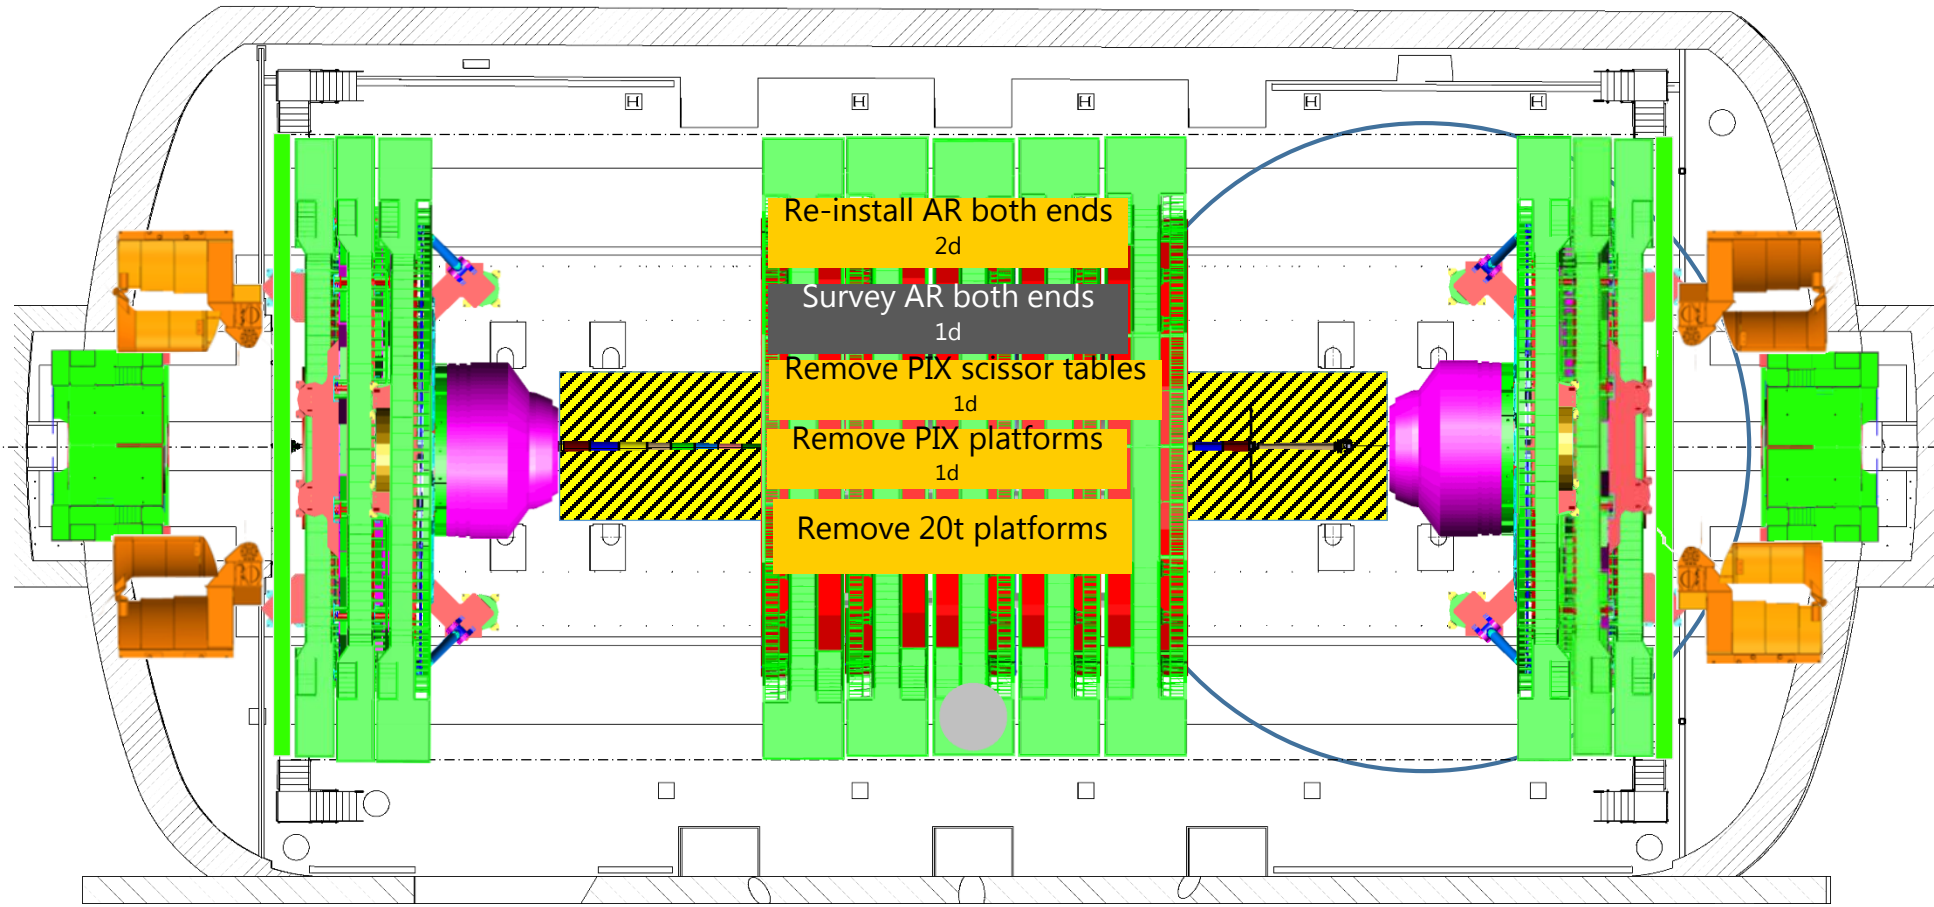 Re-install AR both ends
2d
Survey AR both ends
1d
Remove PIX scissor tables
1d
Remove PIX platforms
1d
Remove 20t platforms